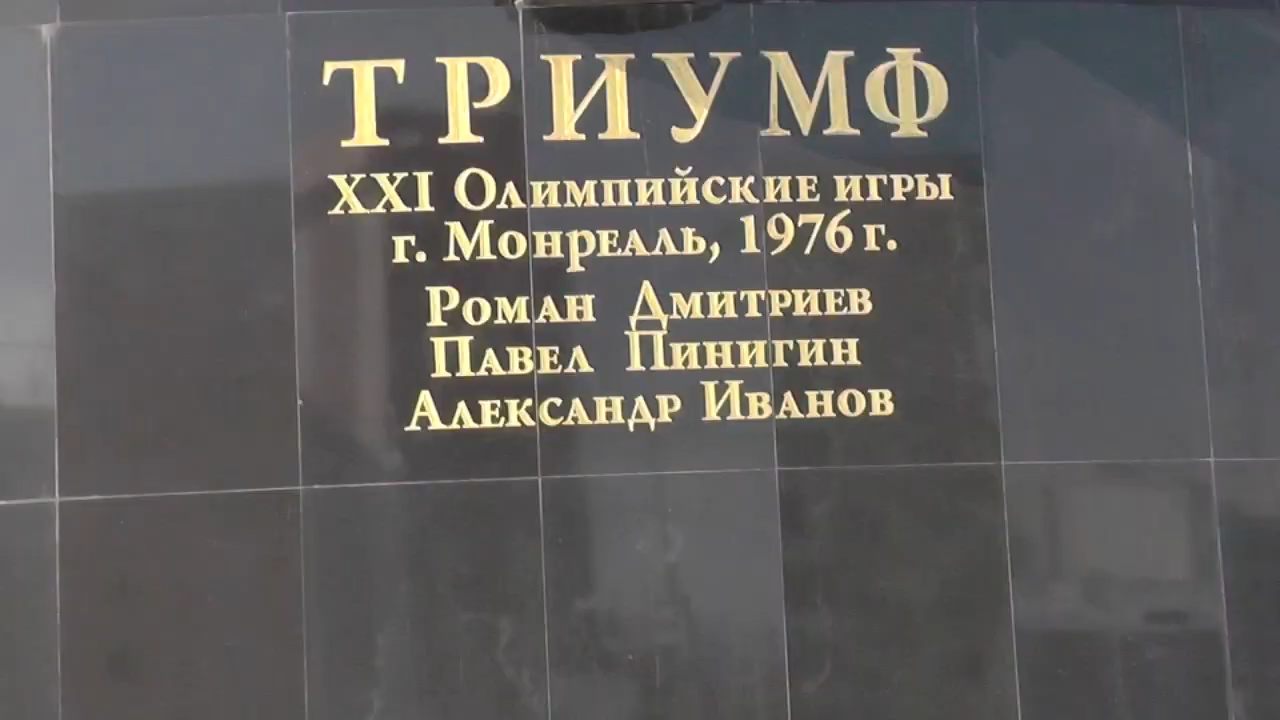 ТРИУМФ
XXI Олимпийские игры
г. Монреаль, 1976 г.
Роман Дмитриев
Павел Пинигин
Александр Иванов